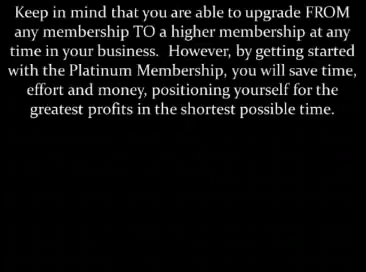 Keep in mind that you are able to upgrade FROM
any membership TO a higher membership at any
time in your business.  However, by getting started
with the Platinum Membership, you will save time,
effort and money, positioning yourself for the
greatest profits in the shortest possible time.